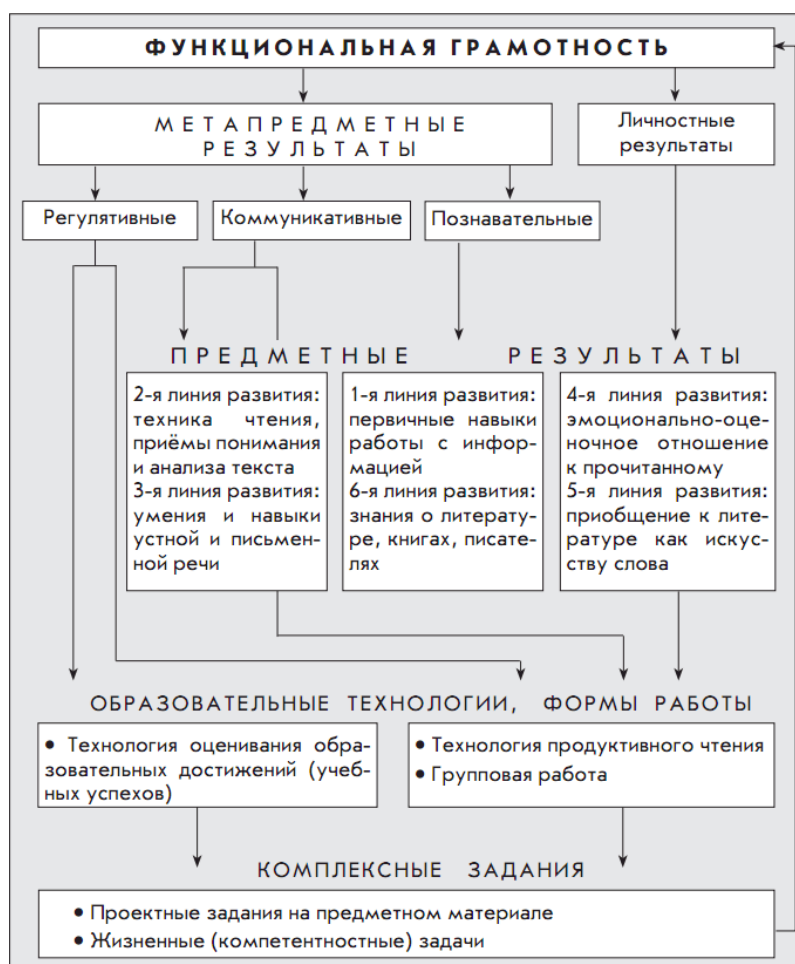 ФУНКЦИОНАЛЬНАЯ ГРАМОТНОСТЬ
МЕТАПРЕДМЕТНЫЕ
РЕЗУЛЬТАТЫ
Личностные
результаты
Регулятивные
Коммуникативные
Познавательные
ПРЕДМЕТНЫЕ РЕЗУЛЬТАТЫ
2-я линия развития:
техника чтения,
приёмы понимания
и анализа текста
3-я линия развития:
умения и навыки
устной и письмен-
ной речи
1-я линия развития:
первичные навыки
работы с инфор-
мацией
6-я линия развития:
знания о литерату-
ре, книгах, писате-
лях
4-я линия развития:
эмоционально-оце-
ночное отношение
к прочитанному
5-я линия развития:
приобщение к лите-
ратуре как искус-
ству слова
ОБРАЗОВАТЕЛЬНЫЕ ТЕХНОЛОГИИ, ФОРМЫ РАБОТЫ
• Технология оценивания обра-
зовательных достижений (учеб-
ных успехов)
• Технология продуктивного чтения
• Групповая работа
КОМПЛЕКСНЫЕ ЗАДАНИЯ
• Проектные задания на предметном материале
• Жизненные (компетентностные) задачи